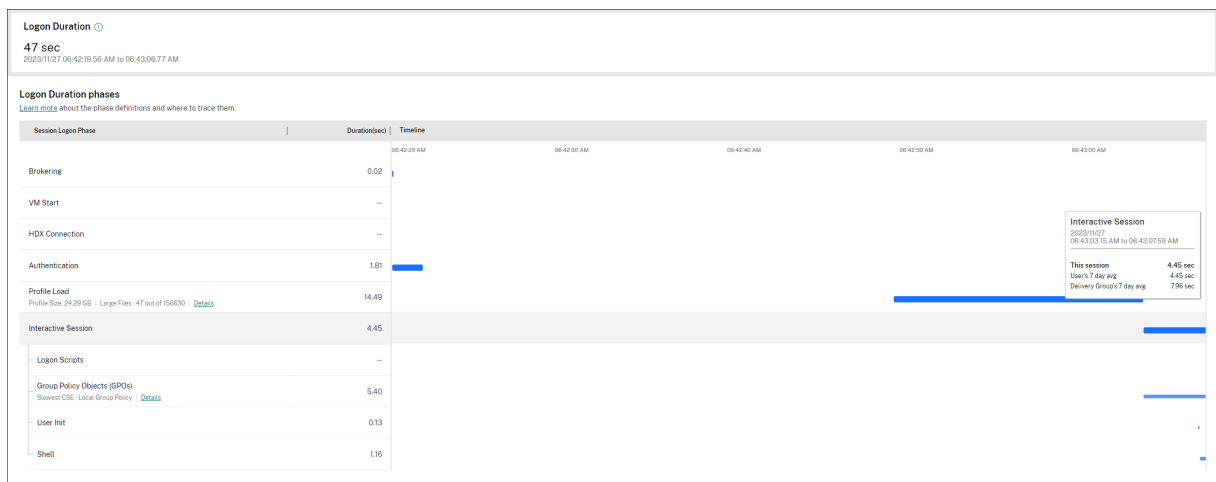 Logon Duration
47 sec
2023/11/27 06:42:19.56 AM to 06:43:06.77 AM
Logon Duration phases
Learn more about the phase definitions and where to trace them.
Session Logon Phase | Duration(sec) | Timeline
06:42:20 AM 06:42:30 AM 06:42:40 AM 06:42:50 AM 06:43:00 AM
Brokering 0.02
VM Start --
HDX Connection --
Interactive Session
2023/11/27
06:43:03.15 AM to 06:43:07.59 AM
This session 4.45 sec
User's 7 day avg 4.45 sec
Delivery Group's 7 day avg 7.96 sec
Authentication 1.81
Profile Load 14.49
Profile Size: 24.29 GB | Large Files : 47 out of 156630 | Details
Interactive Session 4.45
Logon Scripts --
Group Policy Objects (GPOs) 5.40
Slowest CSE : Local Group Policy | Details
User Init 0.13
Shell 1.16